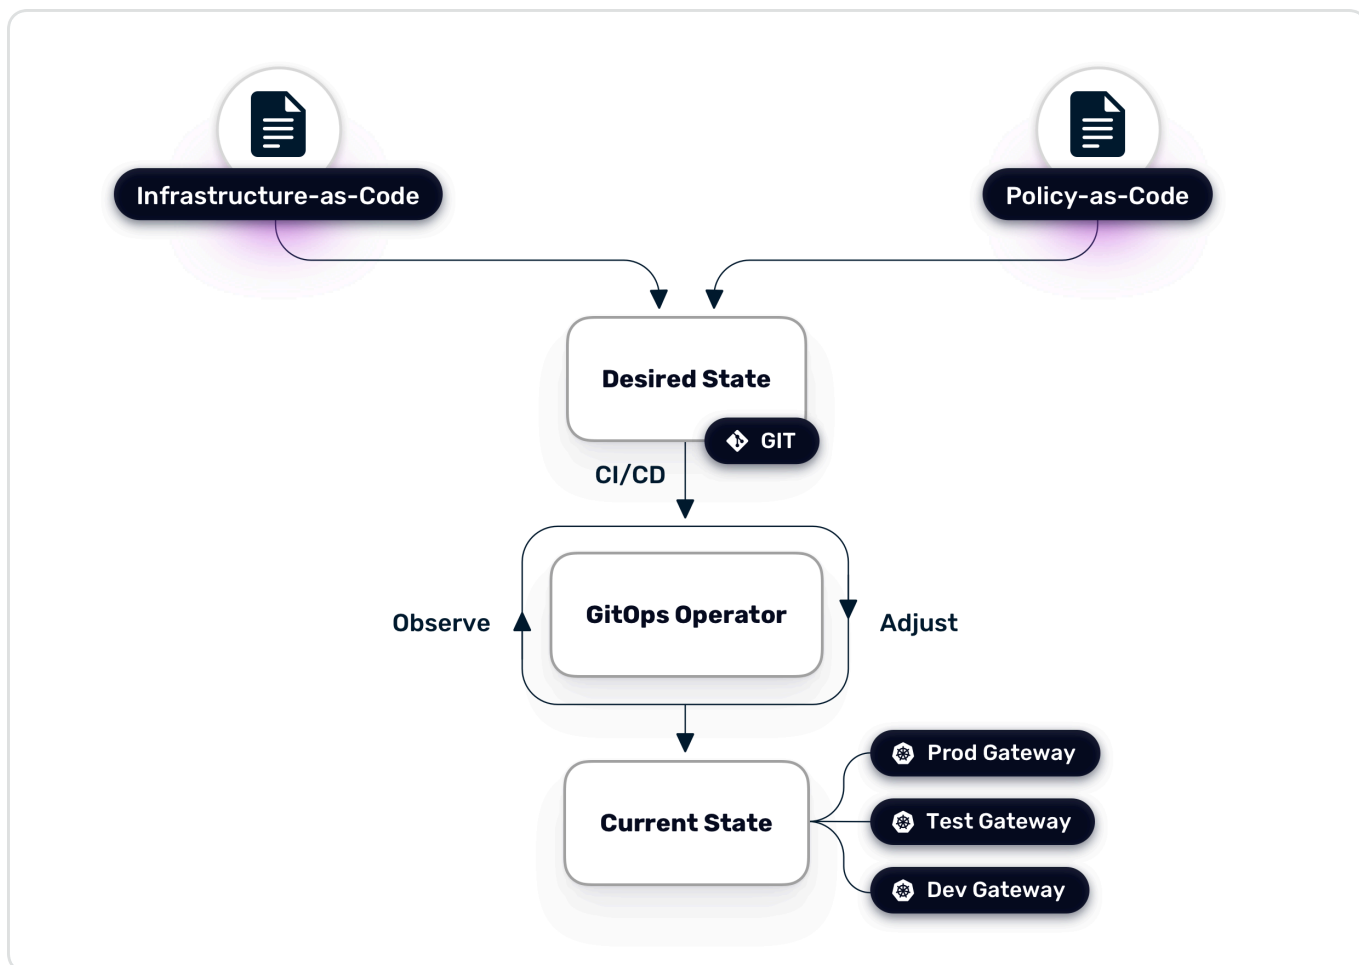 Infrastructure-as-Code
Policy-as-Code
Desired State
GIT
CI/CD
GitOps Operator
Observe
Adjust
Prod Gateway
Current State
Test Gateway
Dev Gateway